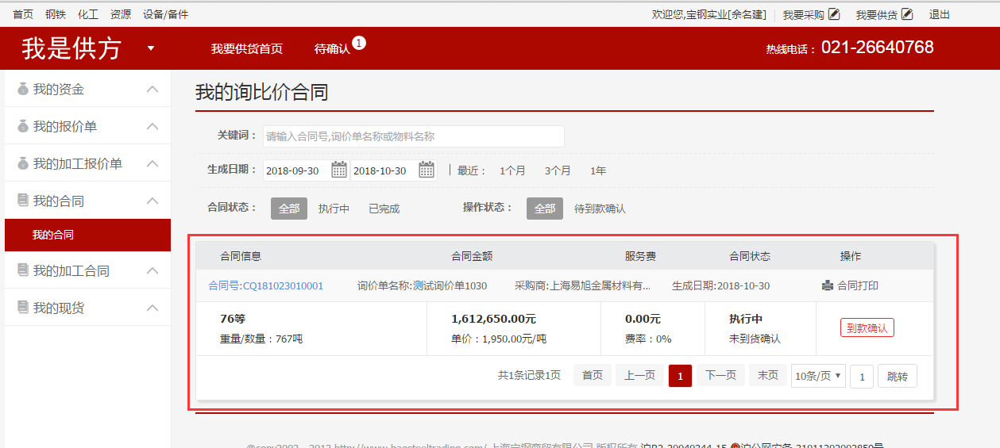 首页 钢铁 化工 资源 设备/备件 欢迎您,宝钢实业[余名建] 我要采购 我要供货 退出
我是供方 ▼ 我要供货首页 待确认 1 热线电话： 021-26640768
我的资金
我的报价单
我的加工报价单
我的合同
我的合同
我的加工合同
我的现货
我的询比价合同
关键词： 请输入合同号,询价单名称或物料名称
生成日期： 2018-09-30 2018-10-30 最近： 1个月 3个月 1年
合同状态： 全部 执行中 已完成 操作状态： 全部 待到款确认
合同信息 合同金额 服务费 合同状态 操作
合同号:CQ181023010001 询价单名称:测试询价单1030 采购商:上海易旭金属材料有... 生成日期:2018-10-30 合同打印
76等 1,612,650.00元 0.00元 执行中 到款确认
重量/数量：767吨 单价：1,950.00元/吨 费率：0% 未到货确认
共1条记录1页 首页 上一页 1 下一页 末页 10条/页 ▼ 1 跳转
@copy2003 - 2013 http://www.baosteeltrading.com/ 上海宝钢商贸有限公司 版权所有 沪B2-20040344-15 沪公网安备 31011302002850号